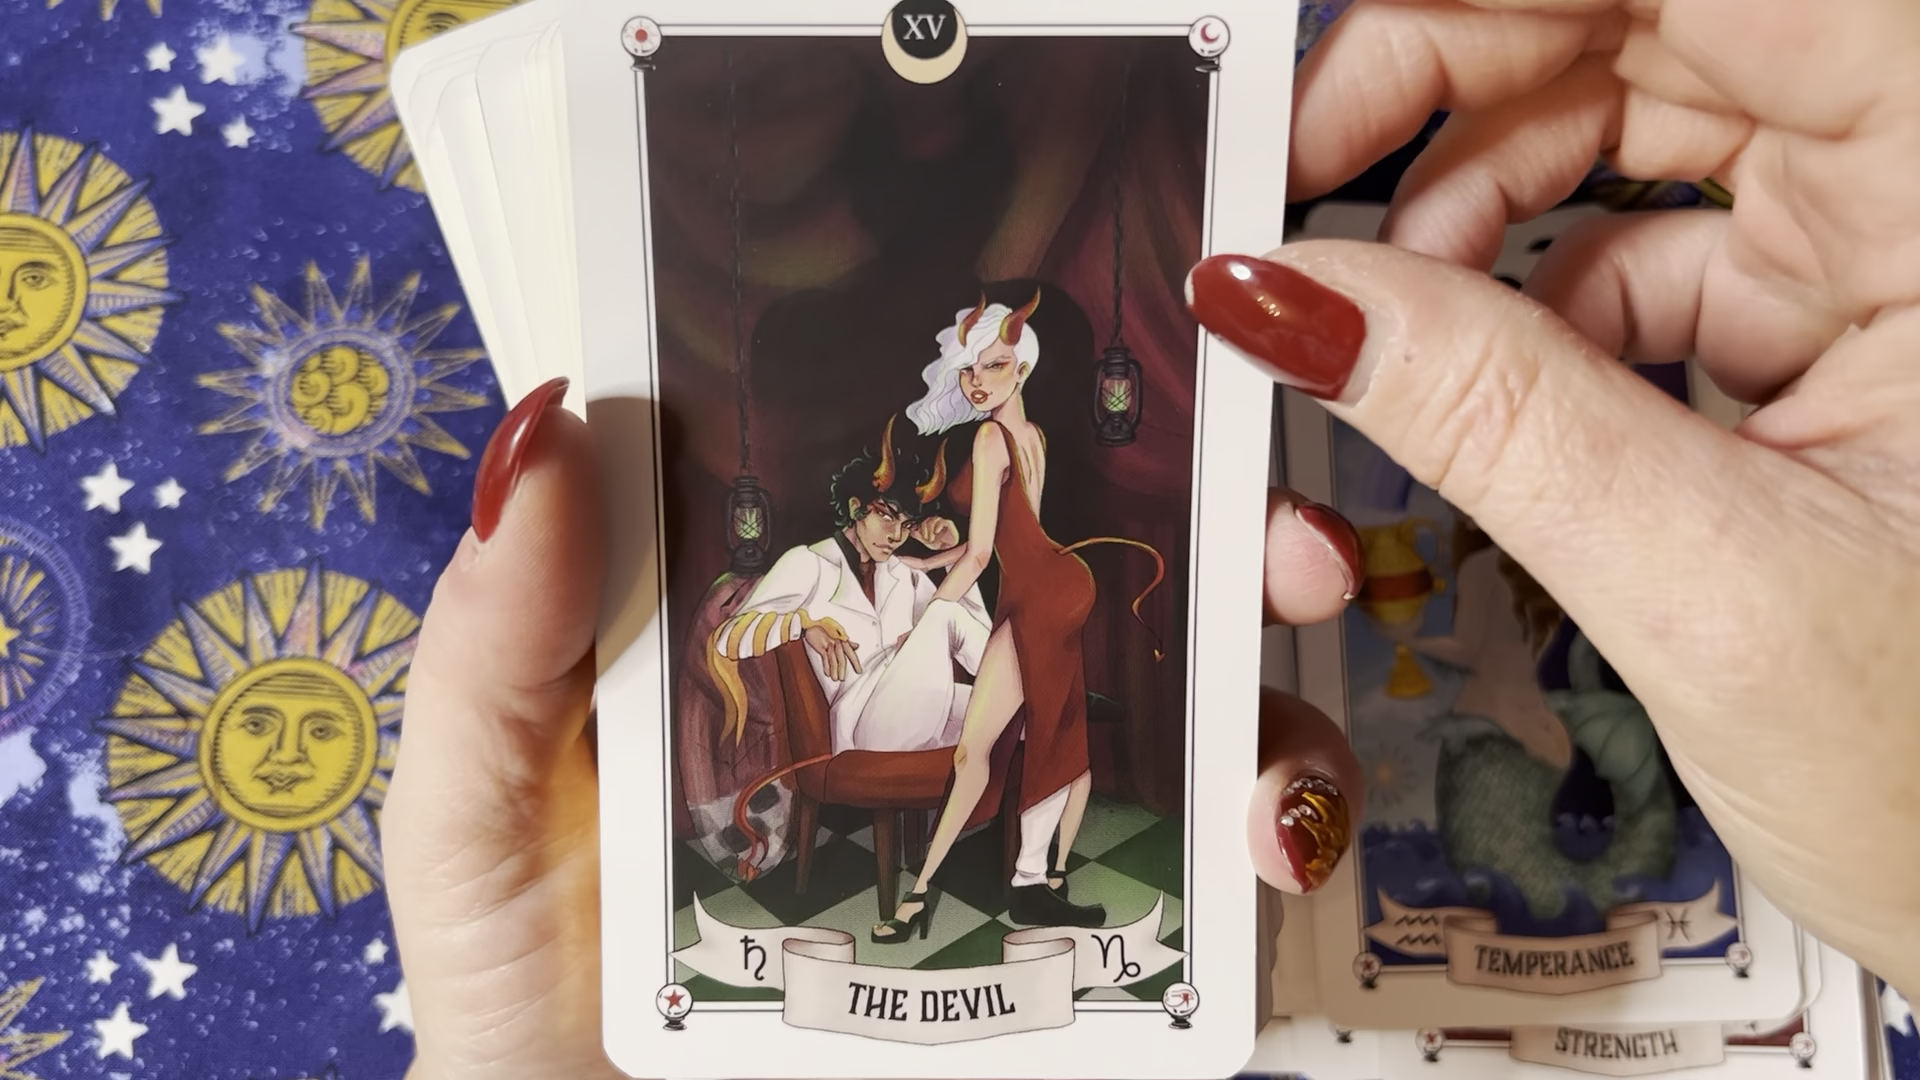 XV
♄ ♑
THE DEVIL
♒ ♓
TEMPERANCE
STRENGTH